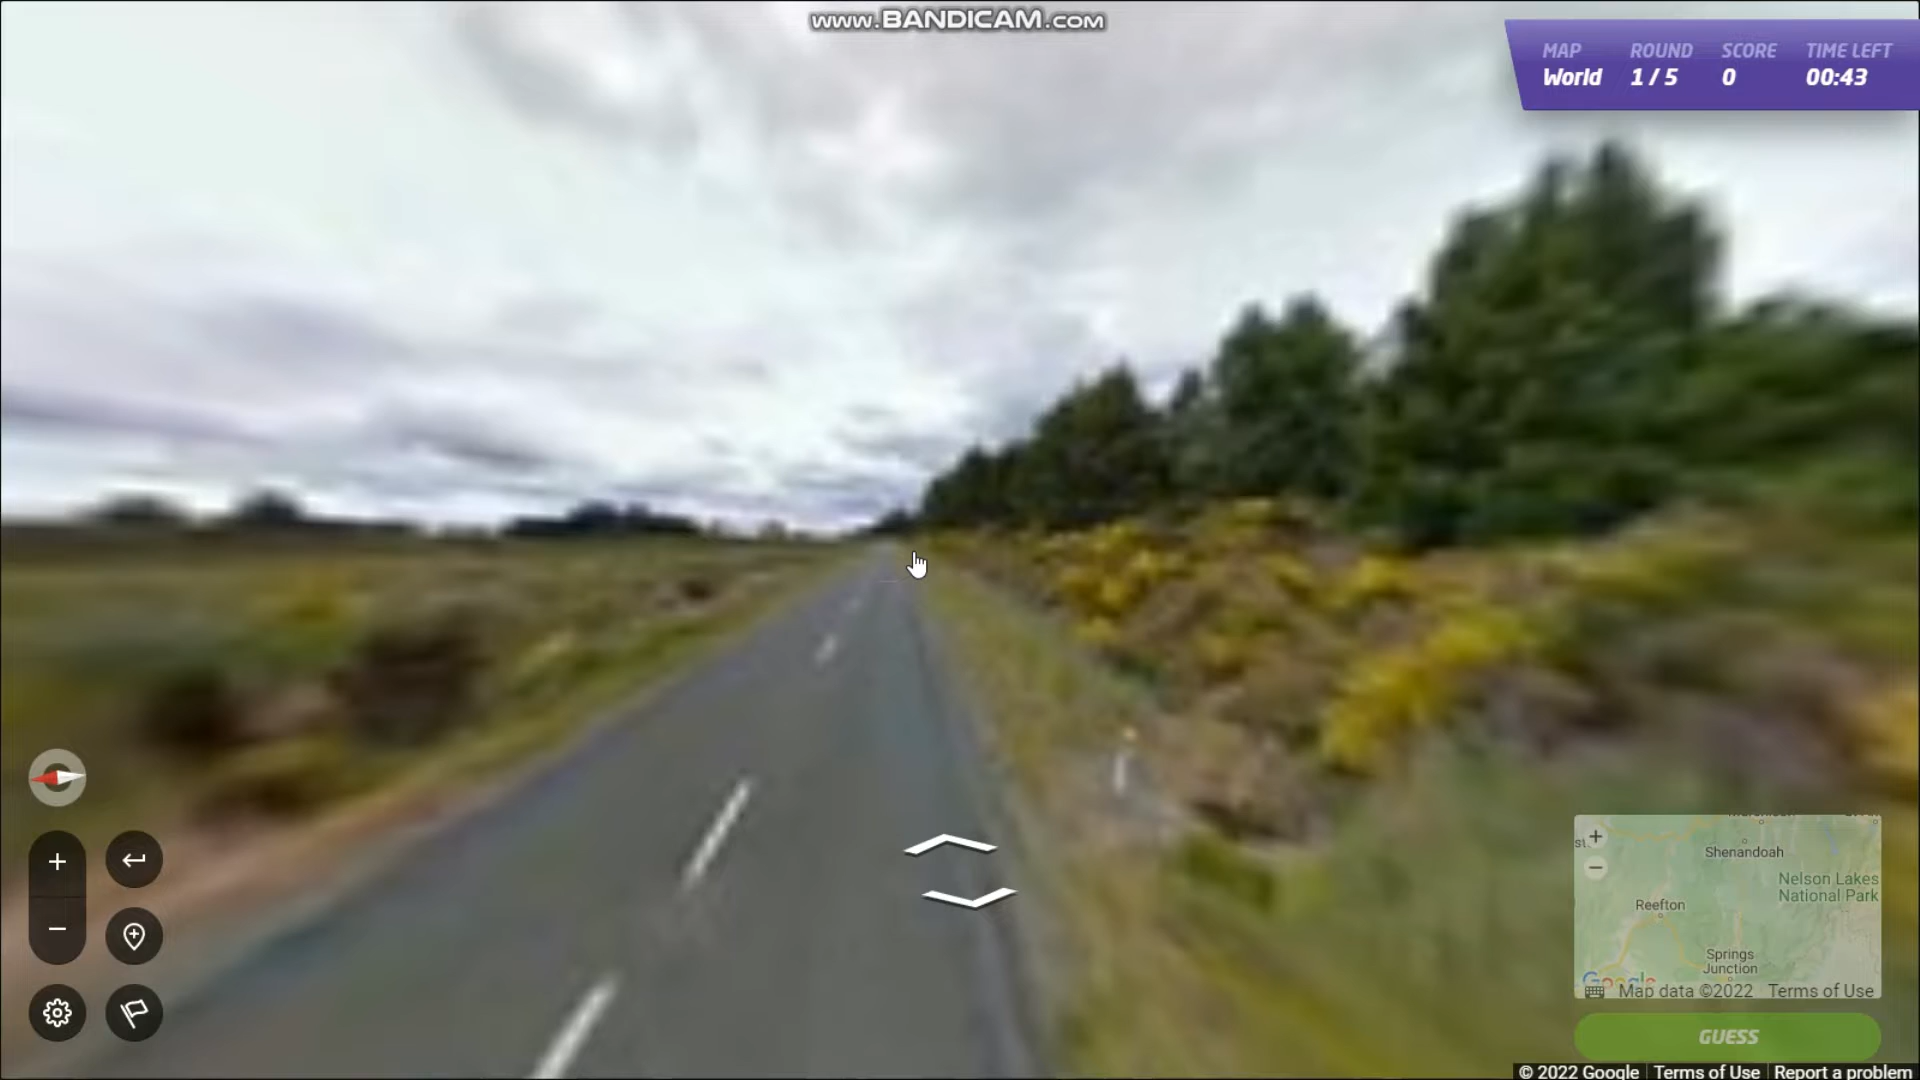 www.BANDICAM.com
MAP ROUND SCORE TIME LEFT
World 1 / 5 0 00:43
Shenandoah
Nelson Lakes
National Park
Reefton
Springs
Junction
Google
Map data ©2022 Terms of Use
GUESS
© 2022 Google Terms of Use Report a problem